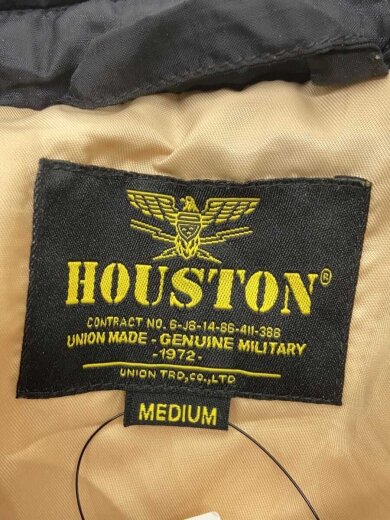 HOUSTON®
CONTRACT NO. 6-J8-14-86-411-388
UNION MADE - GENUINE MILITARY
-1972-
UNION TRD,CO.,LTD
MEDIUM